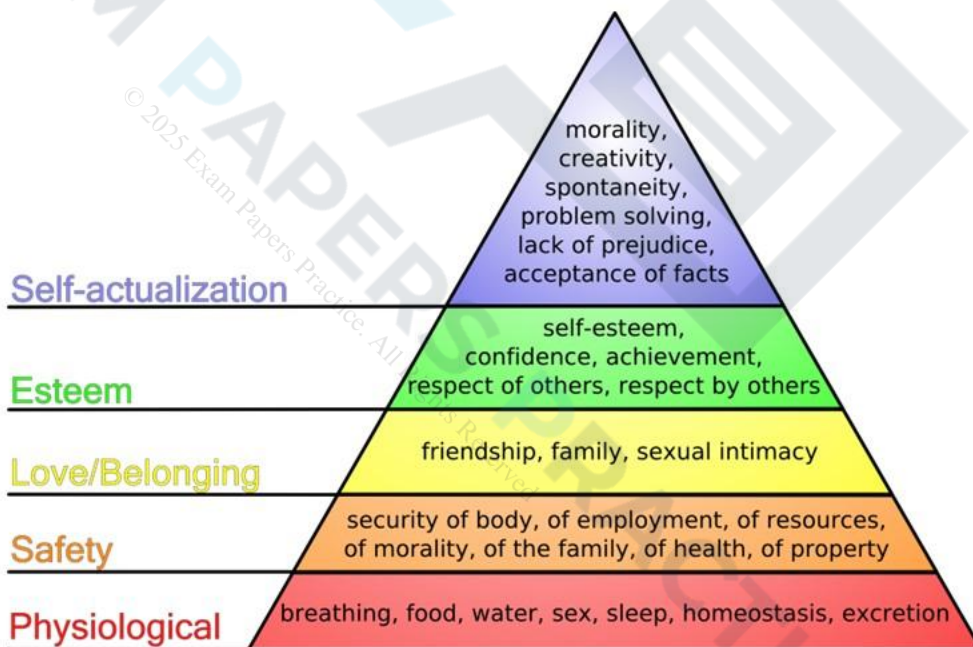 © 2025 Exam Papers Practice. All Rights Reserved
PAPERS PRACT
morality,
creativity,
spontaneity,
problem solving,
lack of prejudice,
acceptance of facts
Self-actualization
self-esteem,
confidence, achievement,
respect of others, respect by others
Esteem
friendship, family, sexual intimacy
Love/Belonging
security of body, of employment, of resources,
of morality, of the family, of health, of property
Safety
breathing, food, water, sex, sleep, homeostasis, excretion
Physiological